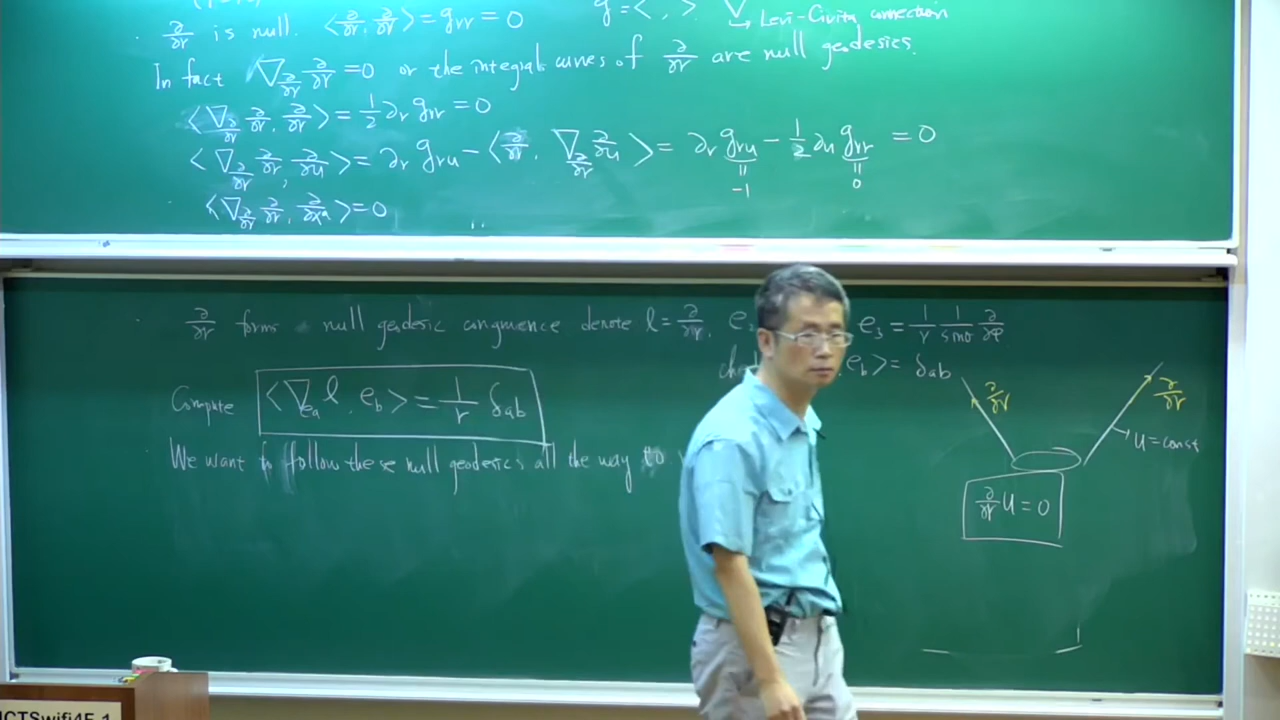 · ∂/∂r is null. ⟨∂/∂r, ∂/∂r⟩ = g_rr = 0
g = ⟨ , ⟩ ∇
↳ Levi-Civita connection
In fact ∇_{∂/∂r} ∂/∂r = 0 or the integral curves of ∂/∂r are null geodesics.
⟨∇_{∂/∂r} ∂/∂r, ∂/∂r⟩ = 1/2 ∂_r g_rr = 0
⟨∇_{∂/∂r} ∂/∂r, ∂/∂u⟩ = ∂_r g_ru − ⟨∂/∂r, ∇_{∂/∂r} ∂/∂u⟩ = ∂_r g_ru − 1/2 ∂_u g_rr = 0
= −1
= 0
⟨∇_{∂/∂r} ∂/∂r, ∂/∂x^a⟩ = 0
· ∂/∂r forms a null geodesic congruence denote ℓ = ∂/∂r, e₃ = 1/r 1/sinθ ∂/∂φ
e_b⟩ = δ_ab
Compute ⟨∇_{e_a} ℓ, e_b⟩ = 1/r δ_ab
· We want to follow these null geodesics all the way to
∂/∂r
∂/∂r
u = const
∂/∂r u = 0